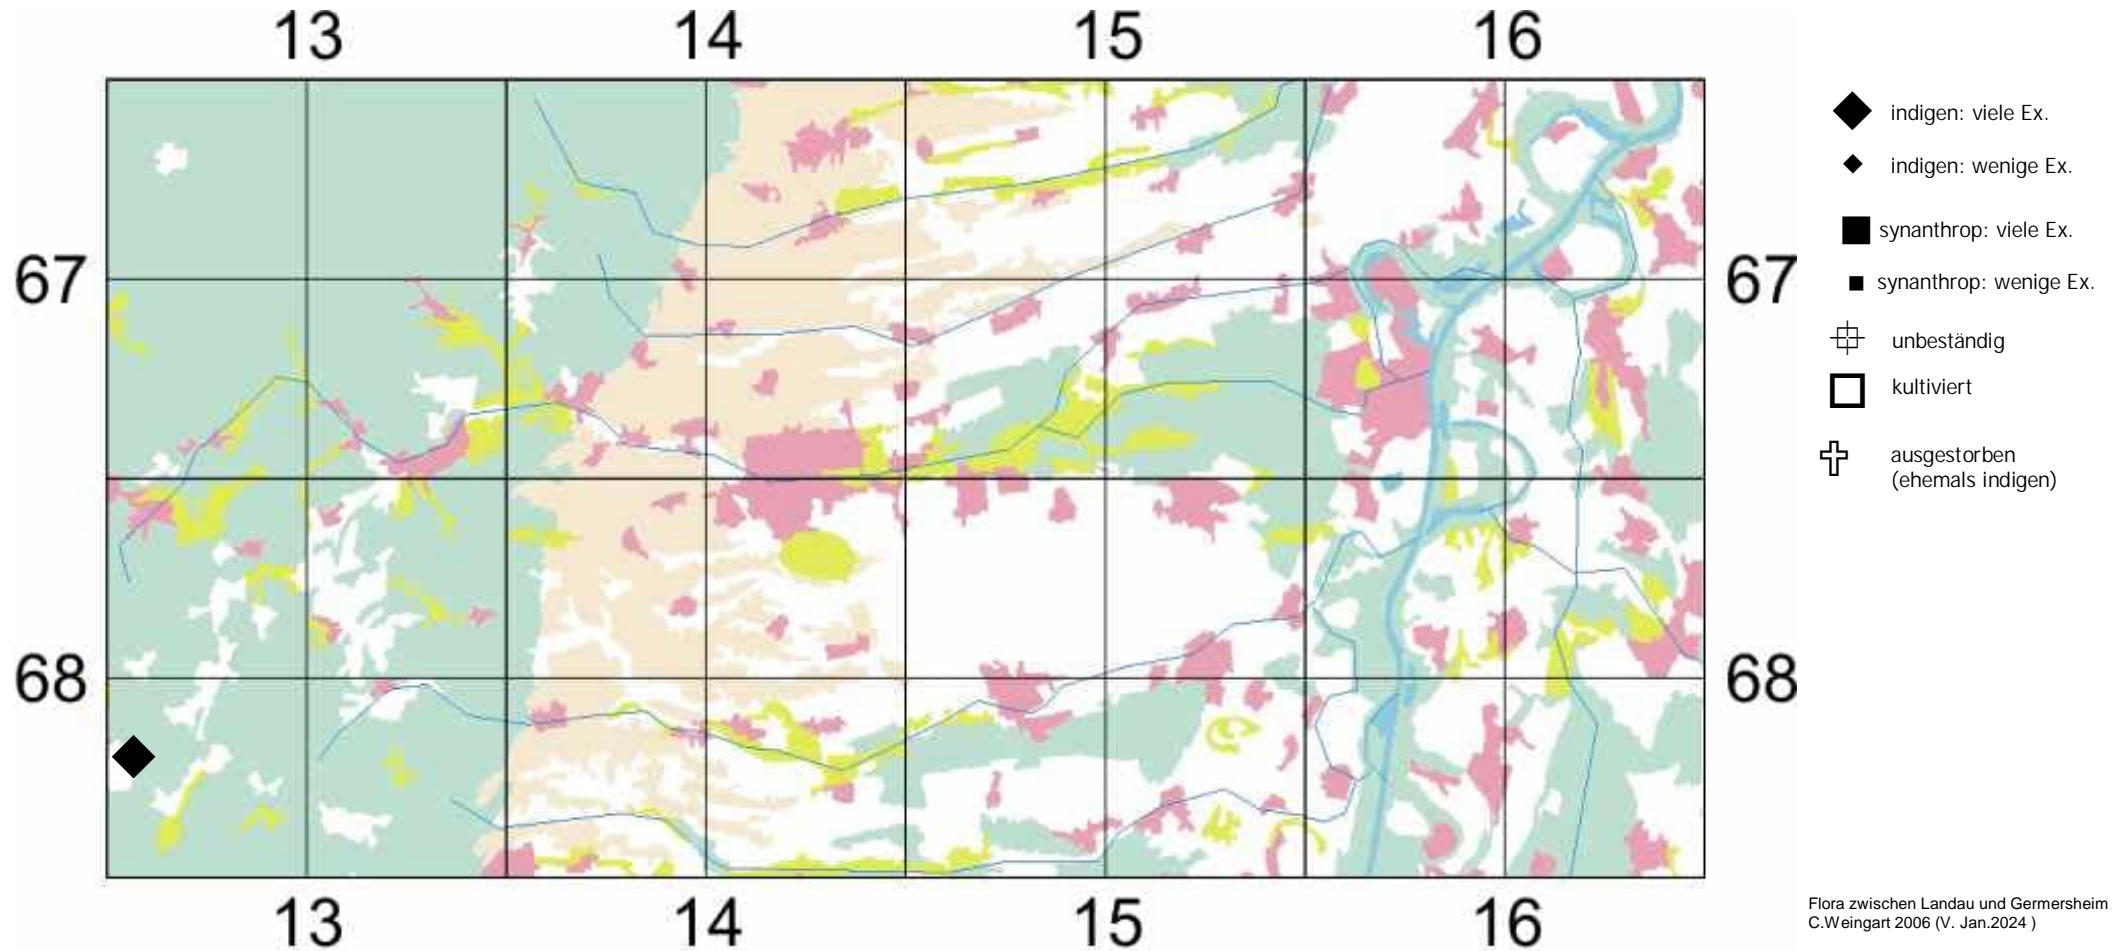 13 14 15 16
67 67
68 68
13 14 15 16
indigen: viele Ex.
indigen: wenige Ex.
synanthrop: viele Ex.
synanthrop: wenige Ex.
unbeständig
kultiviert
ausgestorben
(ehemals indigen)
Flora zwischen Landau und Germersheim
C.Weingart 2006 (V. Jan.2024 )